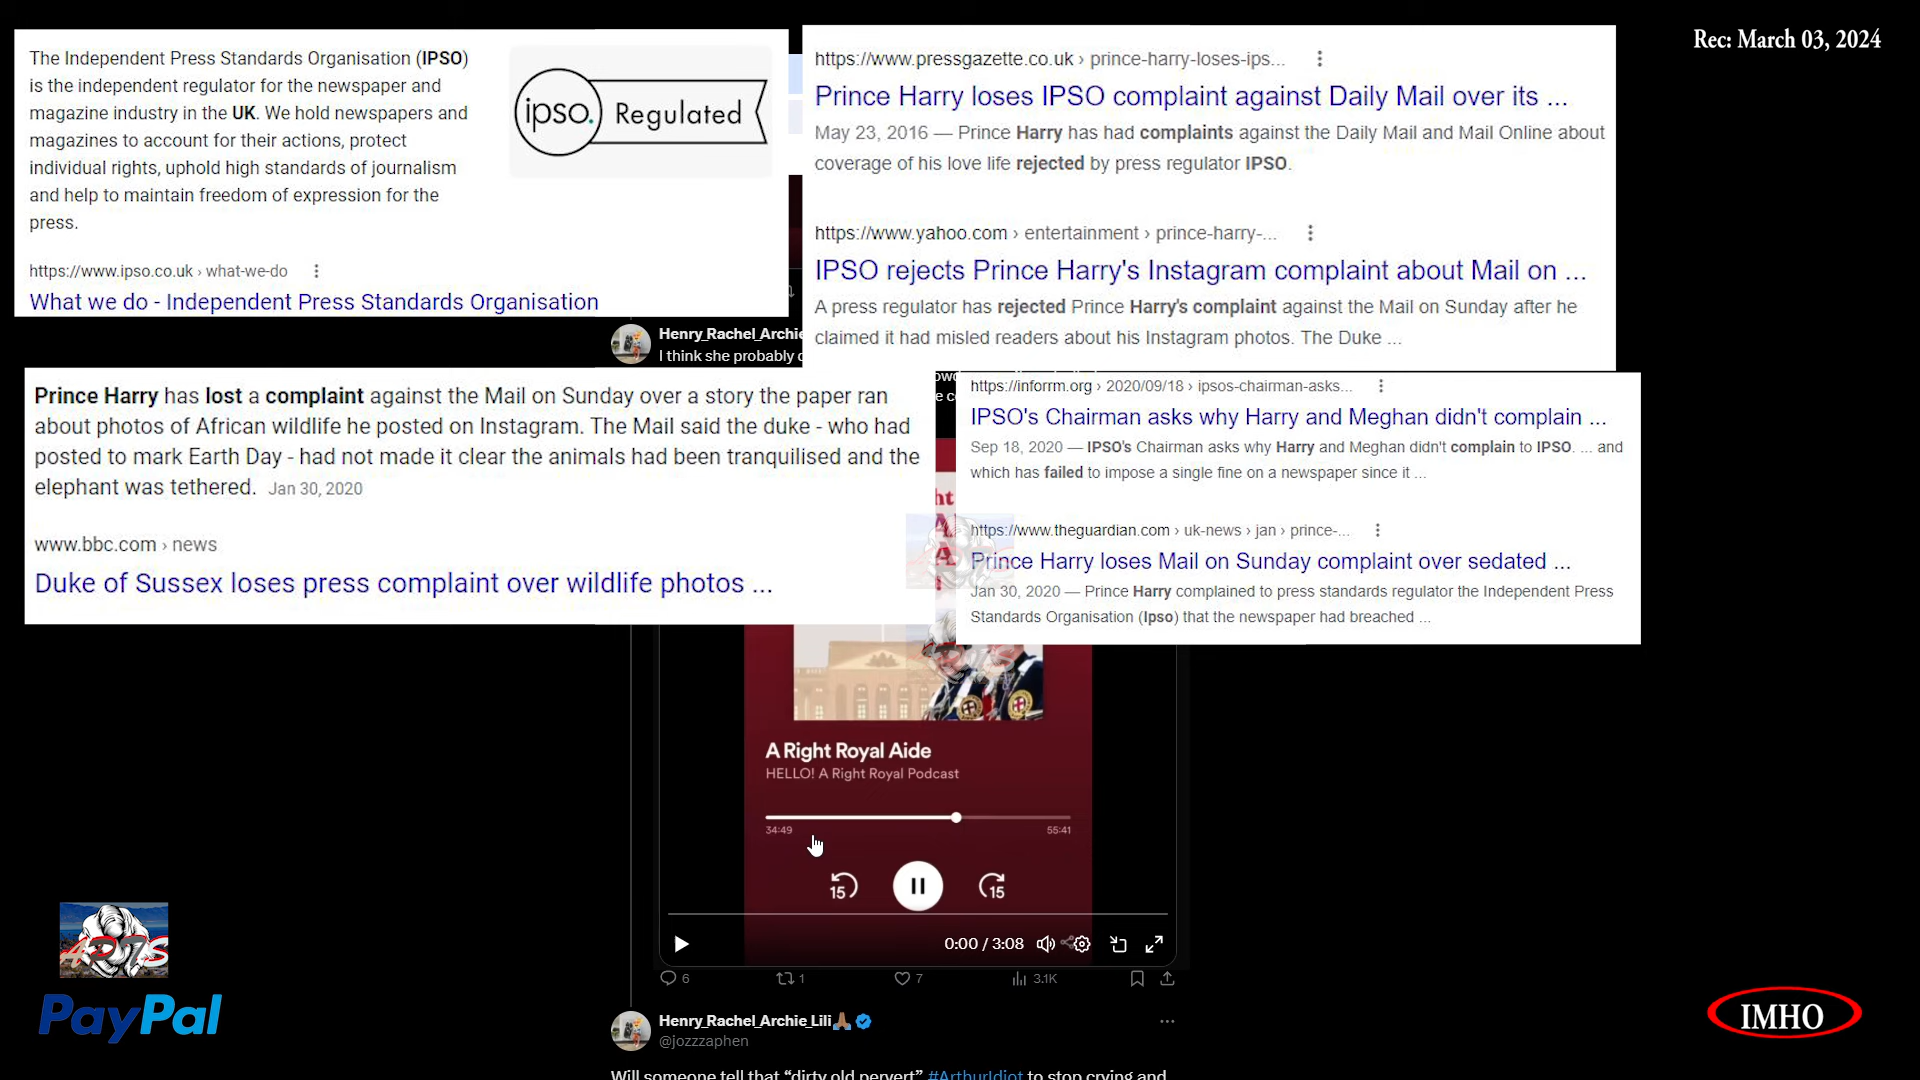 Rec: March 03, 2024
The Independent Press Standards Organisation (IPSO)
is the independent regulator for the newspaper and
magazine industry in the UK. We hold newspapers and
magazines to account for their actions, protect
individual rights, uphold high standards of journalism
and help to maintain freedom of expression for the
press.
ipso. Regulated
https://www.ipso.co.uk › what-we-do
What we do - Independent Press Standards Organisation
https://www.pressgazette.co.uk › prince-harry-loses-ips...
Prince Harry loses IPSO complaint against Daily Mail over its ...
May 23, 2016 — Prince Harry has had complaints against the Daily Mail and Mail Online about
coverage of his love life rejected by press regulator IPSO.
https://www.yahoo.com › entertainment › prince-harry-...
IPSO rejects Prince Harry's Instagram complaint about Mail on ...
A press regulator has rejected Prince Harry's complaint against the Mail on Sunday after he
claimed it had misled readers about his Instagram photos. The Duke ...
Henry_Rachel_Archie
I think she probably
Prince Harry has lost a complaint against the Mail on Sunday over a story the paper ran
about photos of African wildlife he posted on Instagram. The Mail said the duke - who had
posted to mark Earth Day - had not made it clear the animals had been tranquilised and the
elephant was tethered. Jan 30, 2020
www.bbc.com › news
Duke of Sussex loses press complaint over wildlife photos ...
https://inforrm.org › 2020/09/18 › ipsos-chairman-asks...
IPSO's Chairman asks why Harry and Meghan didn't complain ...
Sep 18, 2020 — IPSO's Chairman asks why Harry and Meghan didn't complain to IPSO. ... and
which has failed to impose a single fine on a newspaper since it ...
https://www.theguardian.com › uk-news › jan › prince-...
Prince Harry loses Mail on Sunday complaint over sedated ...
Jan 30, 2020 — Prince Harry complained to press standards regulator the Independent Press
Standards Organisation (Ipso) that the newspaper had breached ...
A Right Royal Aide
HELLO! A Right Royal Podcast
34:49
55:41
15
15
0:00 / 3:08
6
1
7
3.1K
PayPal
IMHO
Henry_Rachel_Archie_Lili
@jozzzaphen
Will someone tell that “dirty old pervert” #ArthurIdiot to stop crying and